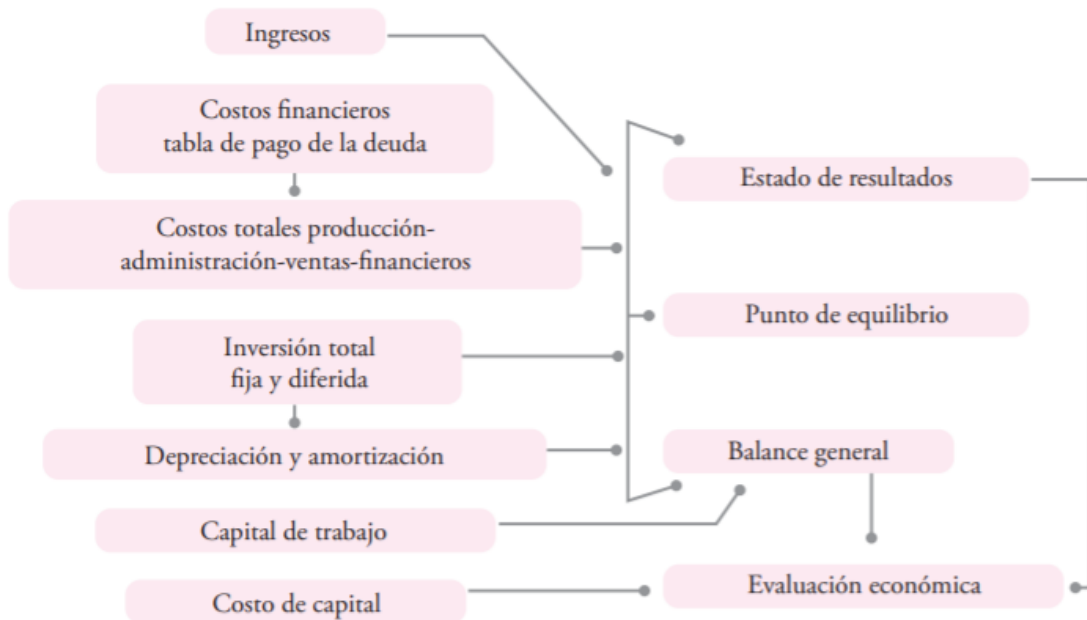 Ingresos
Costos financieros
tabla de pago de la deuda
Estado de resultados
Costos totales producción-
administración-ventas-financieros
Punto de equilibrio
Inversión total
fija y diferida
Depreciación y amortización
Balance general
Capital de trabajo
Evaluación económica
Costo de capital